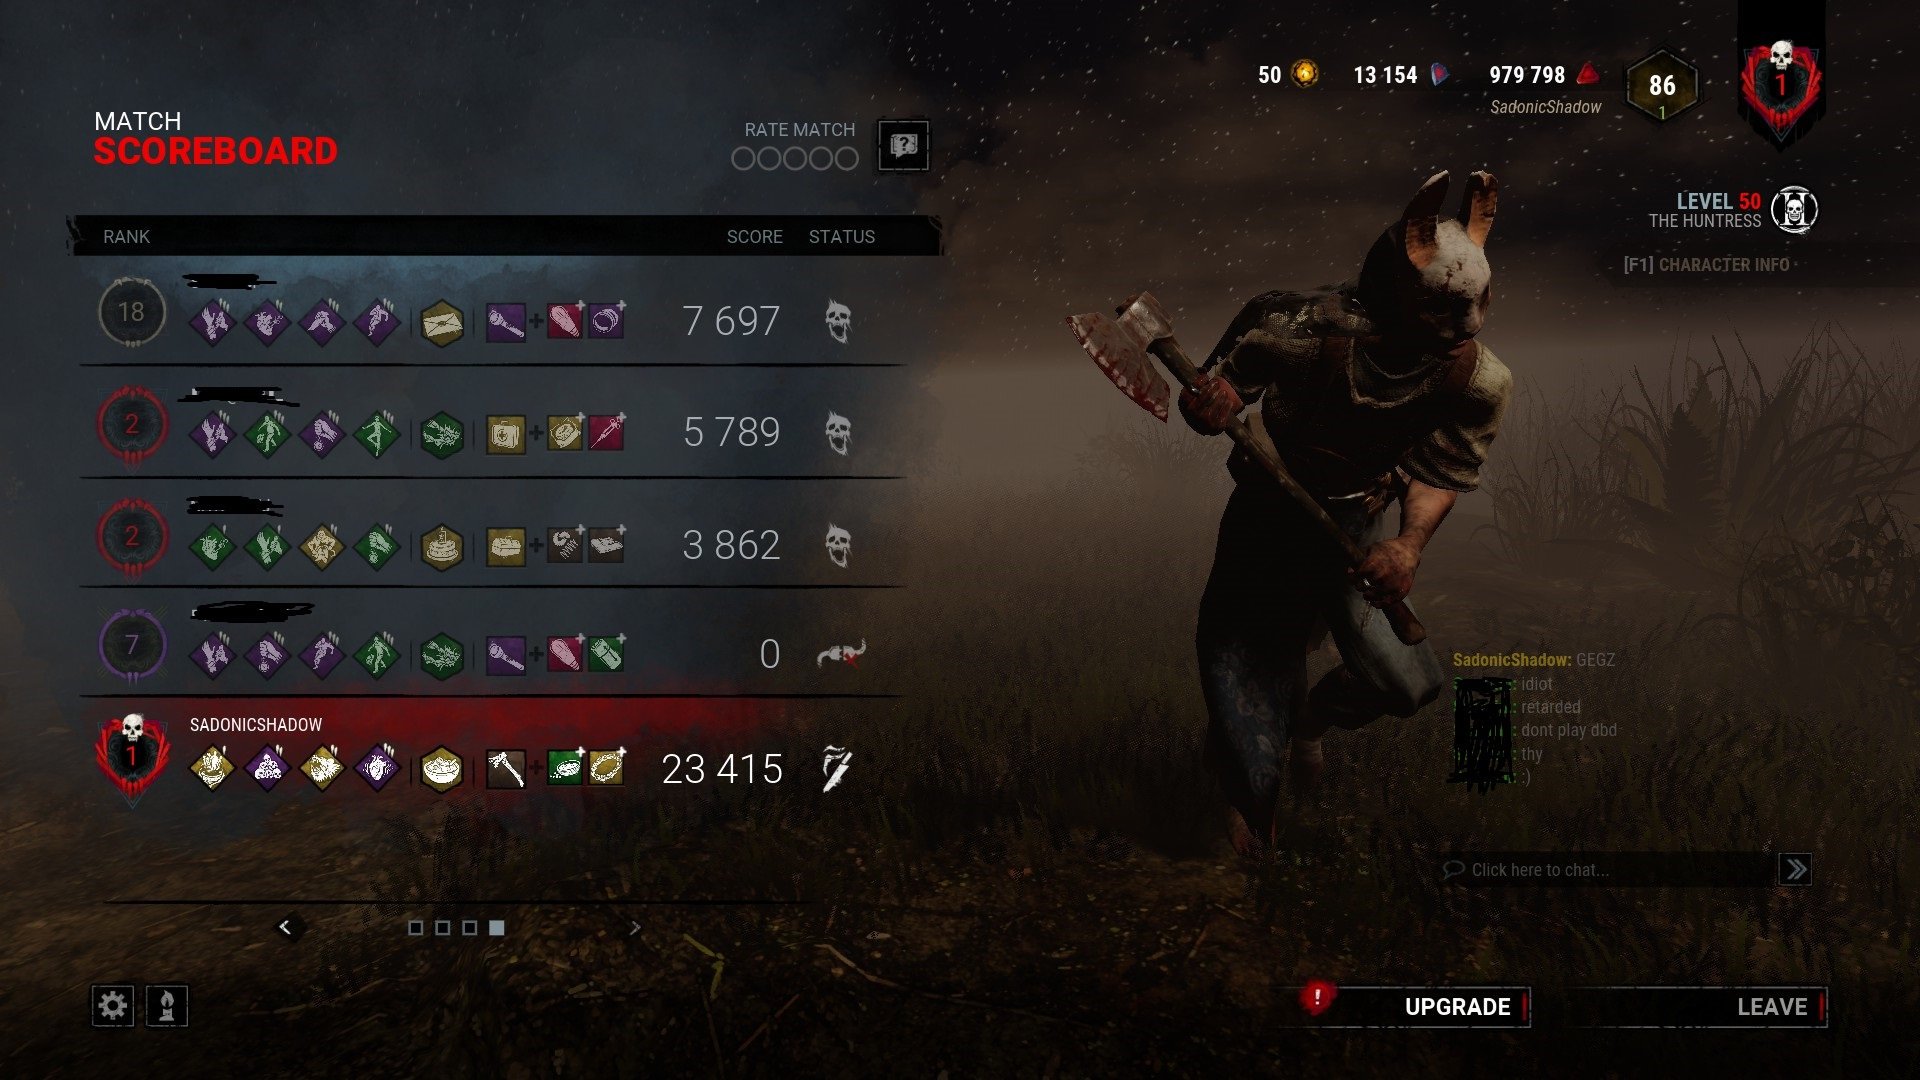 50 13 154 979 798 86 1
SadonicShadow
1
MATCH
SCOREBOARD
RATE MATCH
?
LEVEL 50
THE HUNTRESS
II
[F1] CHARACTER INFO
RANK SCORE STATUS
18 7 697
2 5 789
2 3 862
7 0
SADONICSHADOW
1 23 415
SadonicShadow: GEGZ
: idiot
: retarded
: dont play dbd
: thy
: :)
Click here to chat...
!
UPGRADE
LEAVE